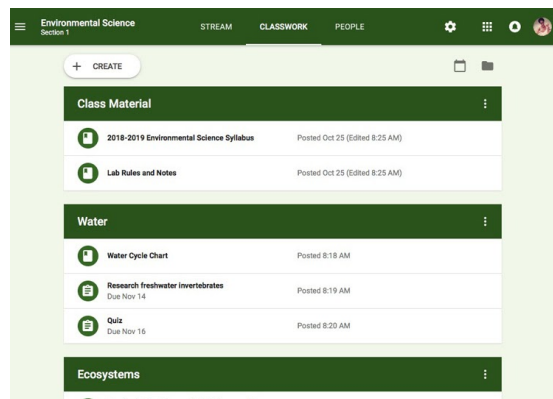 Environmental Science
Section 1
STREAM
CLASSWORK
PEOPLE
+ CREATE
Class Material
2018-2019 Environmental Science Syllabus
Posted Oct 25 (Edited 8:25 AM)
Lab Rules and Notes
Posted Oct 25 (Edited 8:25 AM)
Water
Water Cycle Chart
Posted 8:18 AM
Research freshwater invertebrates
Due Nov 14
Posted 8:19 AM
Quiz
Due Nov 16
Posted 8:20 AM
Ecosystems